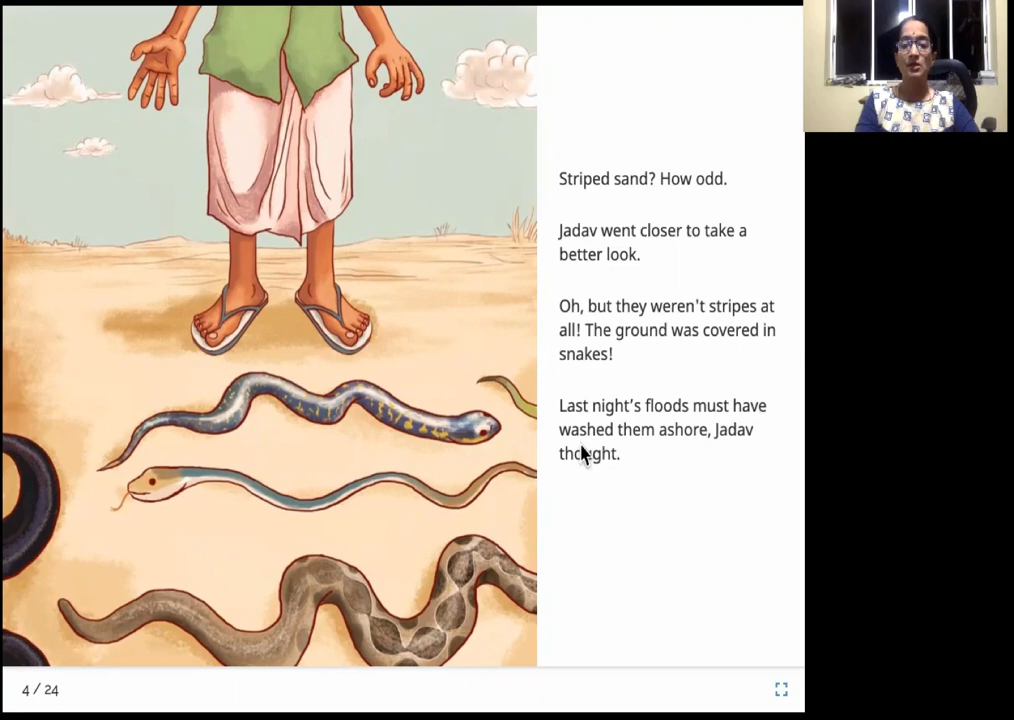 Striped sand? How odd.
Jadav went closer to take a
better look.
Oh, but they weren't stripes at
all! The ground was covered in
snakes!
Last night’s floods must have
washed them ashore, Jadav
thought.
4 / 24